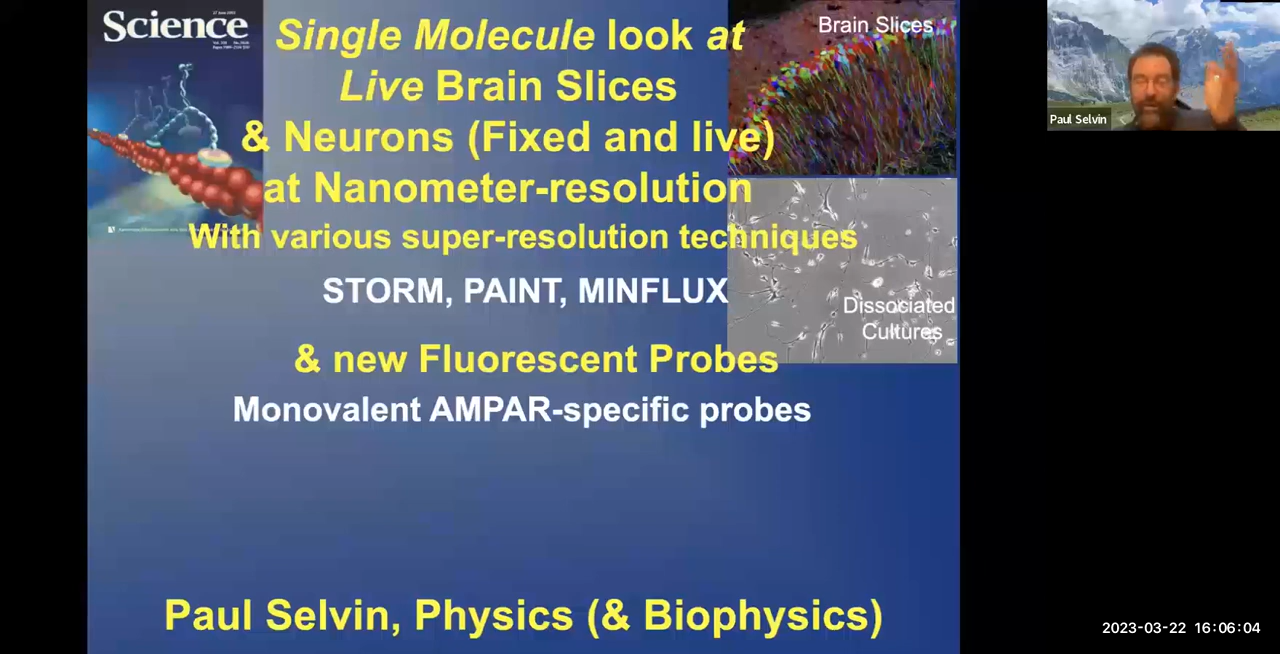 Science
Single Molecule look at
Live Brain Slices
& Neurons (Fixed and live)
at Nanometer-resolution
With various super-resolution techniques
STORM, PAINT, MINFLUX
& new Fluorescent Probes
Monovalent AMPAR-specific probes
Paul Selvin, Physics (& Biophysics)
Brain Slices
Dissociated
Cultures
Paul Selvin
2023-03-22 16:06:04